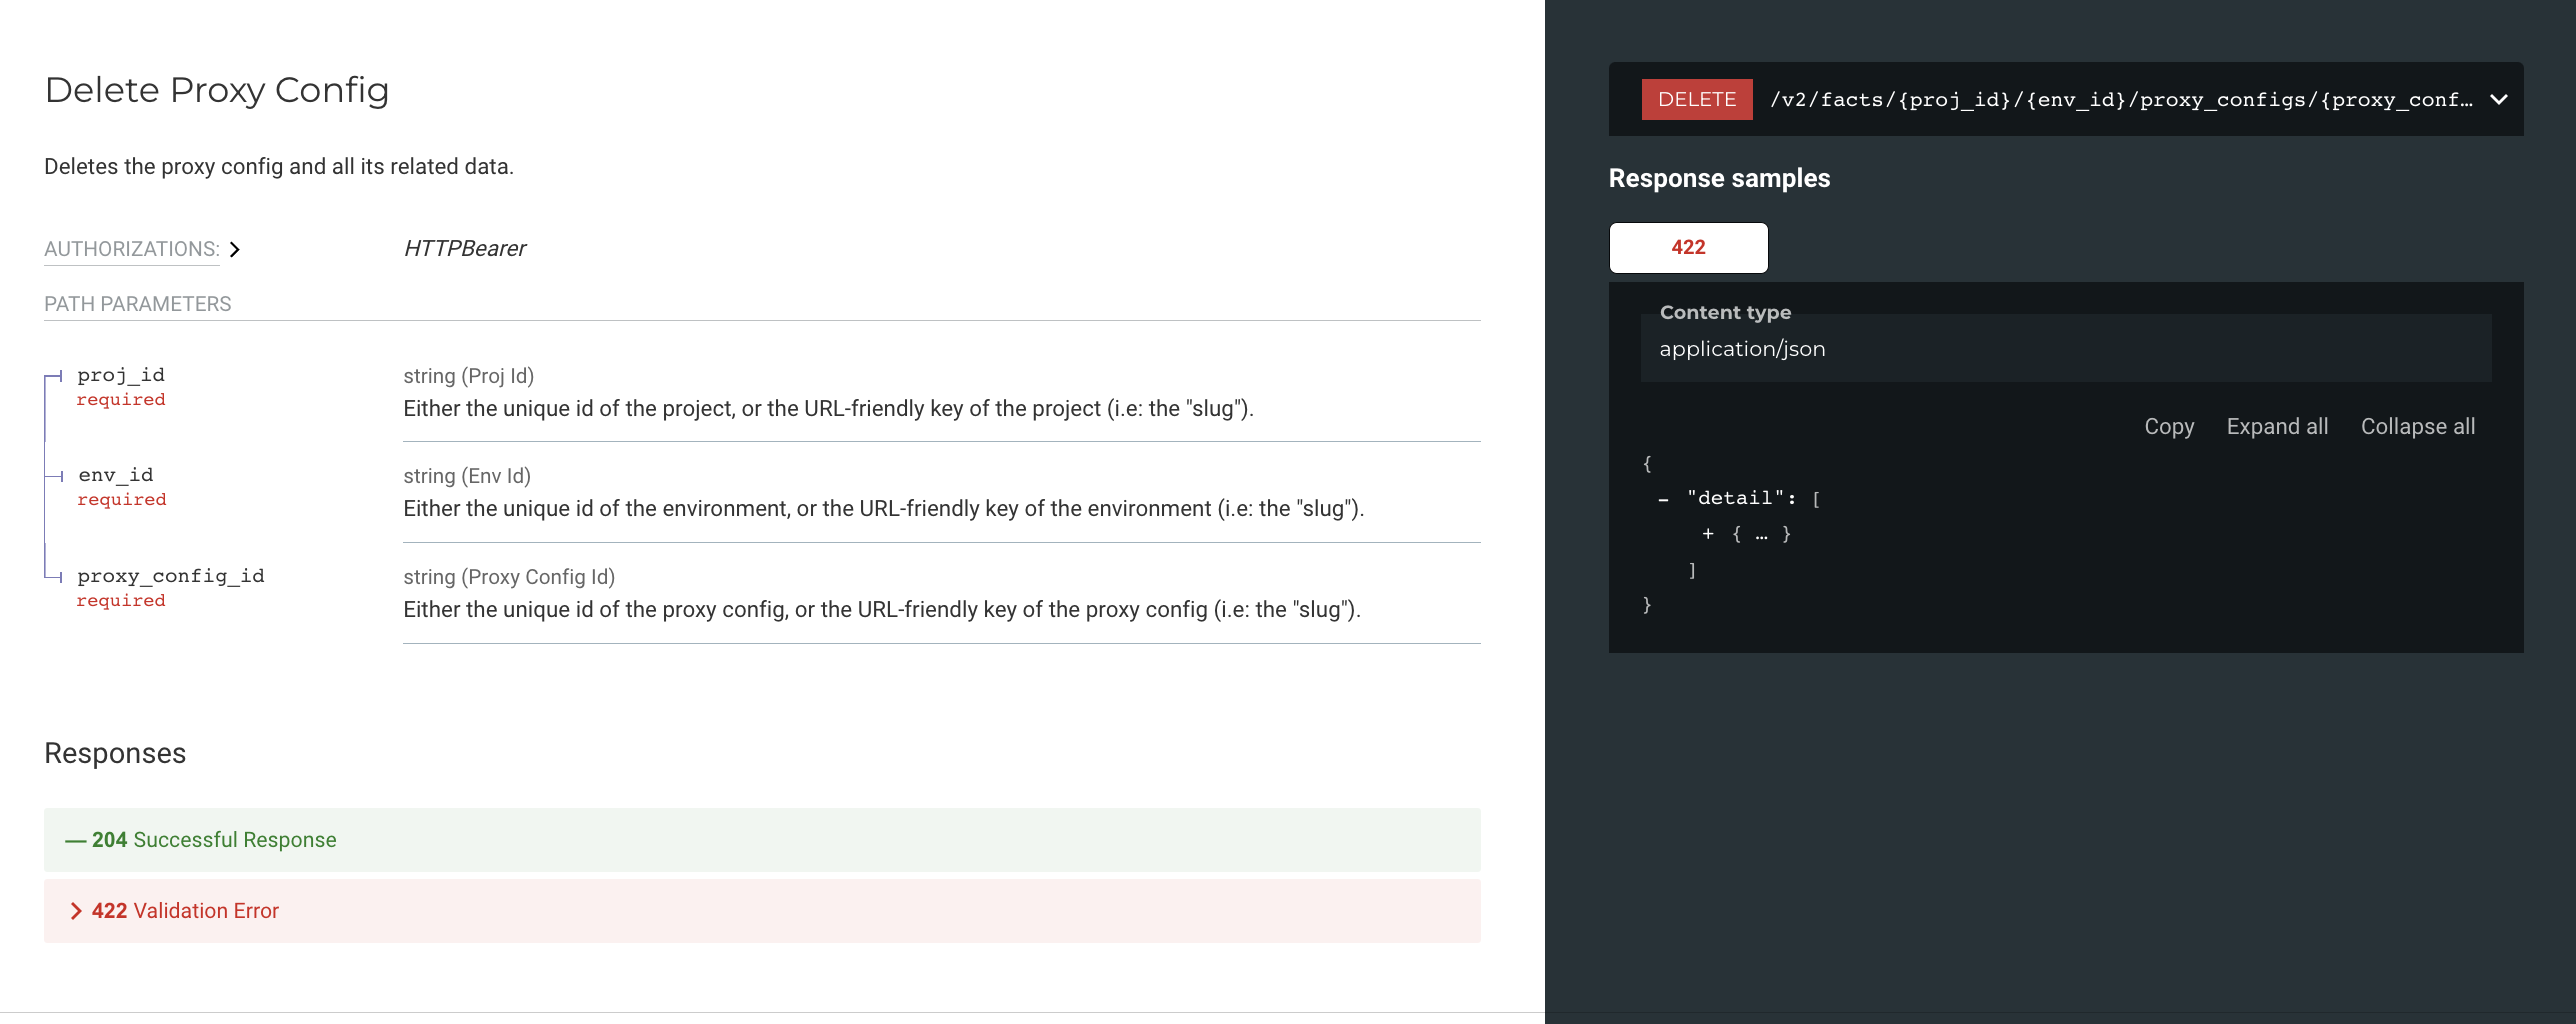 Delete Proxy Config
Deletes the proxy config and all its related data.
AUTHORIZATIONS:
HTTPBearer
PATH PARAMETERS
proj_id
required
string (Proj Id)
Either the unique id of the project, or the URL-friendly key of the project (i.e: the "slug").
env_id
required
string (Env Id)
Either the unique id of the environment, or the URL-friendly key of the environment (i.e: the "slug").
proxy_config_id
required
string (Proxy Config Id)
Either the unique id of the proxy config, or the URL-friendly key of the proxy config (i.e: the "slug").
Responses
— 204 Successful Response
422 Validation Error
DELETE /v2/facts/{proj_id}/{env_id}/proxy_configs/{proxy_conf…
Response samples
422
Content type
application/json
Copy Expand all Collapse all
{
- "detail": [
+ { … }
]
}